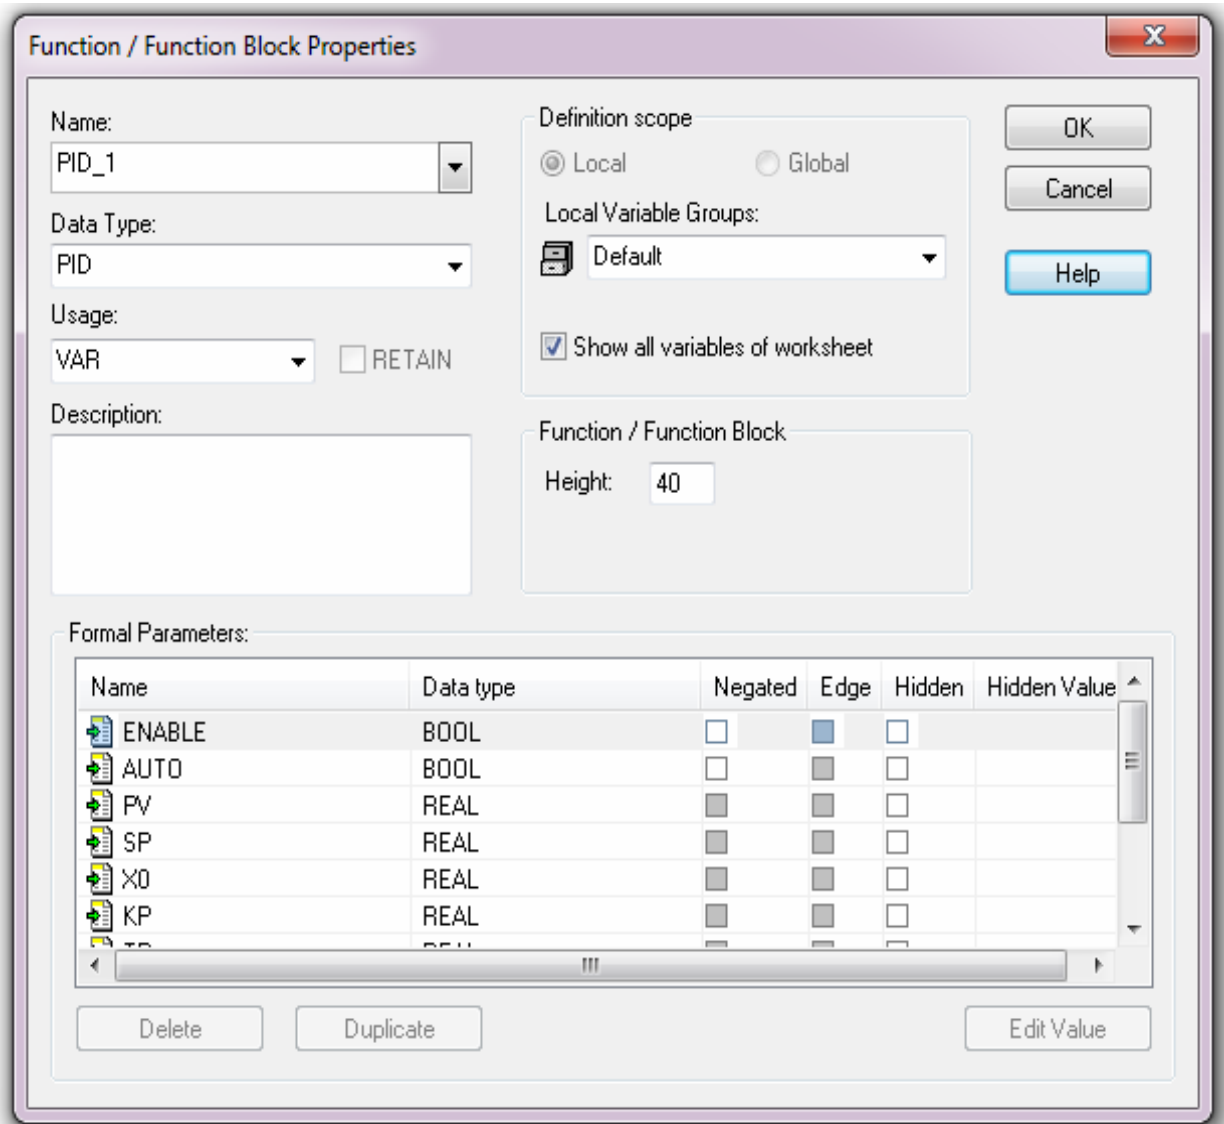 Function / Function Block Properties
Name:
PID_1
Data Type:
PID
Usage:
VAR
RETAIN
Description:
Definition scope
Local
Global
Local Variable Groups:
Default
Show all variables of worksheet
Function / Function Block
Height:
40
OK
Cancel
Help
Formal Parameters:
Name Data type Negated Edge Hidden Hidden Value
ENABLE BOOL
AUTO BOOL
PV REAL
SP REAL
X0 REAL
KP REAL
Delete
Duplicate
Edit Value